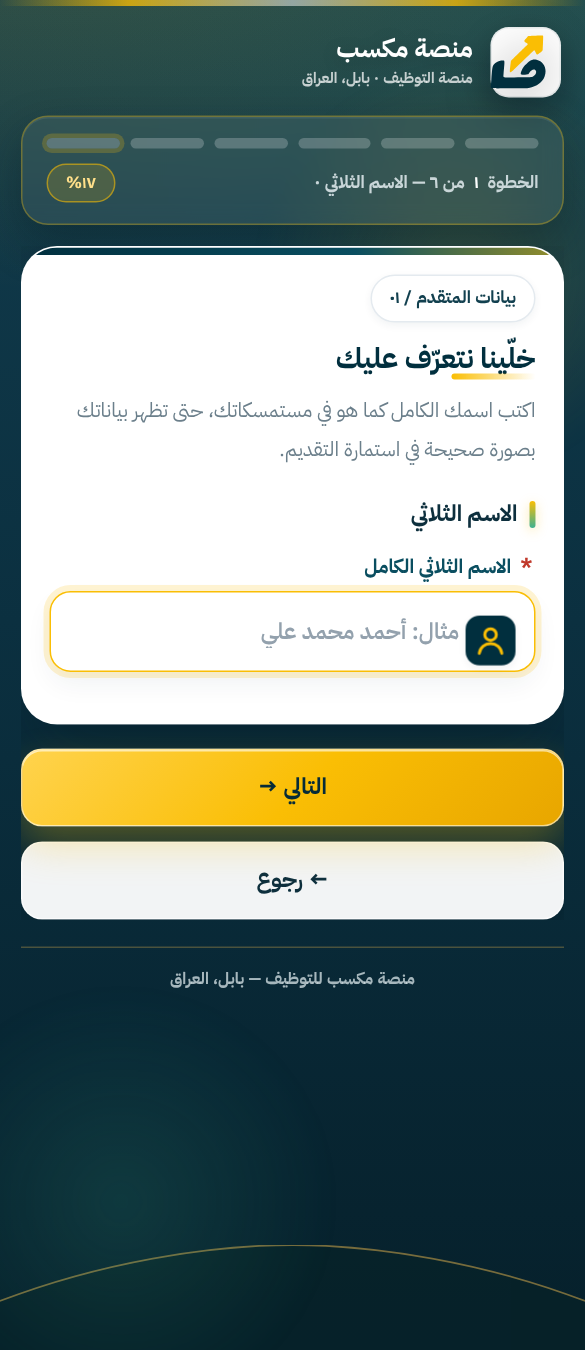 منصة مكسب
منصة التوظيف · بابل، العراق
الخطوة ١ من ٦ — الاسم الثلاثي ·
١٧%
بيانات المتقدم / ٠١
خلّينا نتعرّف عليك
اكتب اسمك الكامل كما هو في مستمسكاتك، حتى تظهر بياناتك
بصورة صحيحة في استمارة التقديم.
الاسم الثلاثي
* الاسم الثلاثي الكامل
مثال: أحمد محمد علي
التالي →
← رجوع
منصة مكسب للتوظيف — بابل، العراق